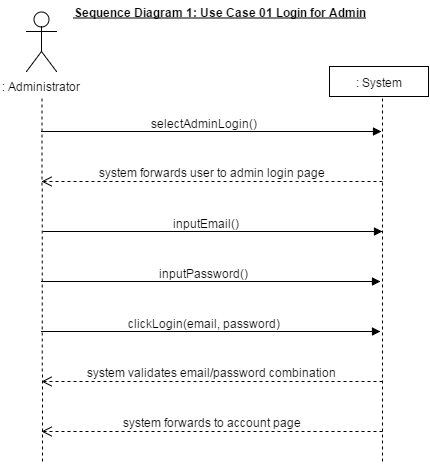 Sequence Diagram 1: Use Case 01 Login for Admin
: Administrator
: System
selectAdminLogin()
system forwards user to admin login page
inputEmail()
inputPassword()
clickLogin(email, password)
system validates email/password combination
system forwards to account page